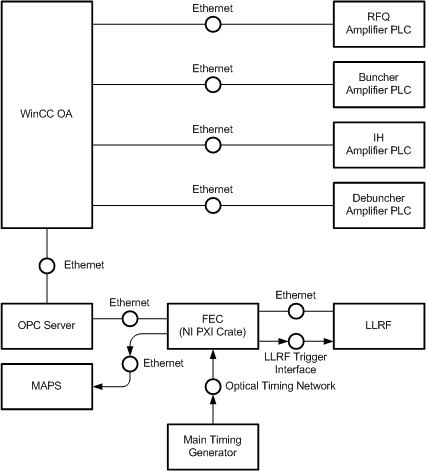 Ethernet
RFQ
Amplifier PLC
Ethernet
Buncher
Amplifier PLC
WinCC OA
Ethernet
IH
Amplifier PLC
Ethernet
Debuncher
Amplifier PLC
Ethernet
Ethernet
Ethernet
OPC Server
FEC
(NI PXI Crate)
LLRF
Ethernet
LLRF Trigger
Interface
MAPS
Optical Timing Network
Main Timing
Generator